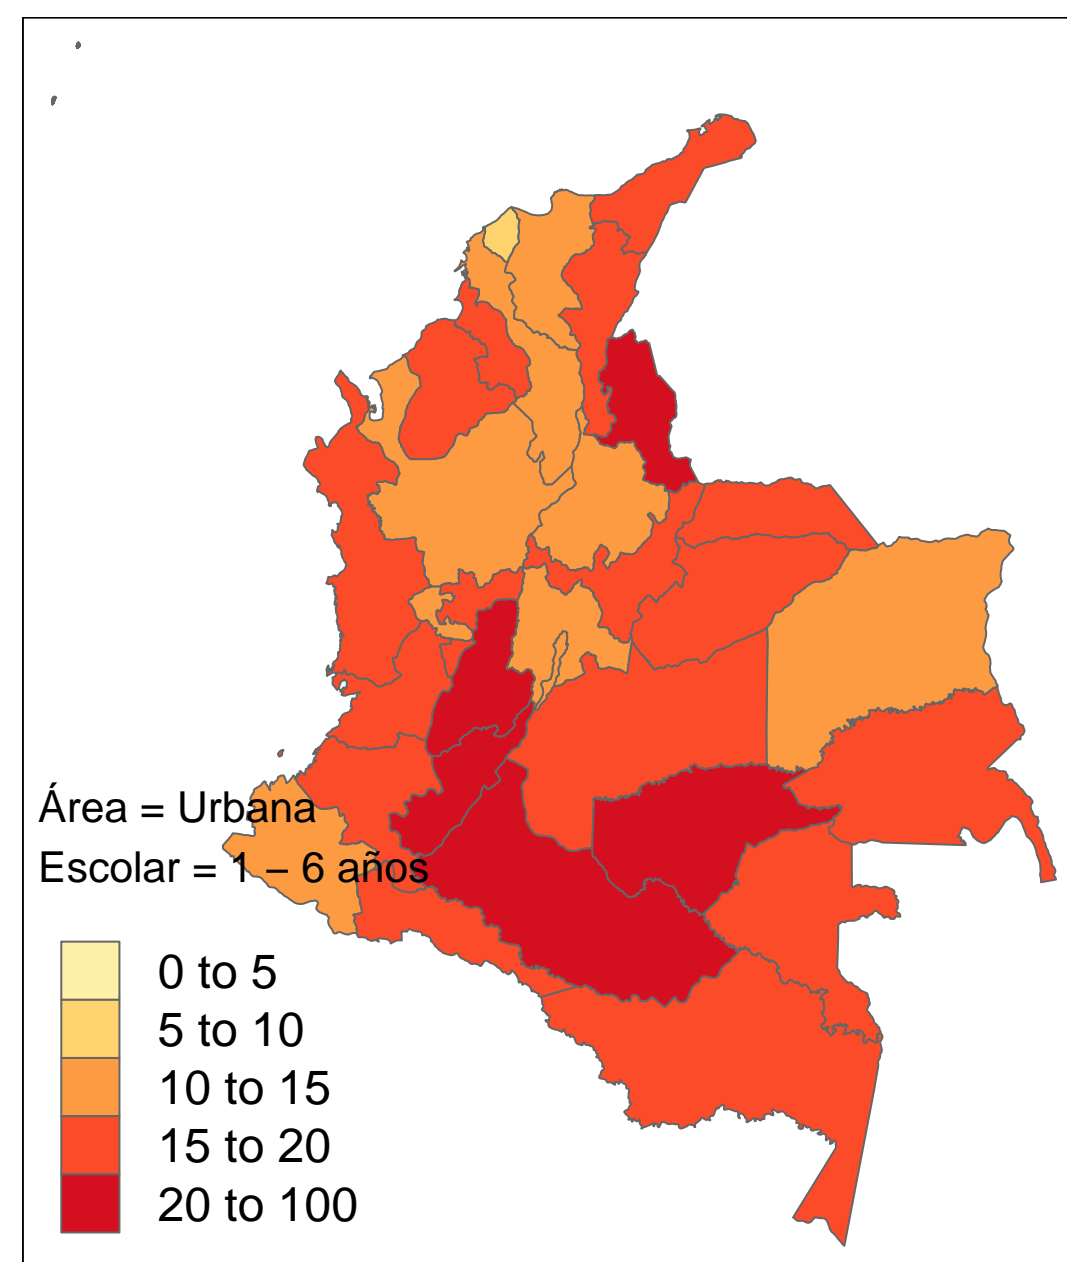 Área = Urbana
Escolar = 1 – 6 años
0 to 5
5 to 10
10 to 15
15 to 20
20 to 100